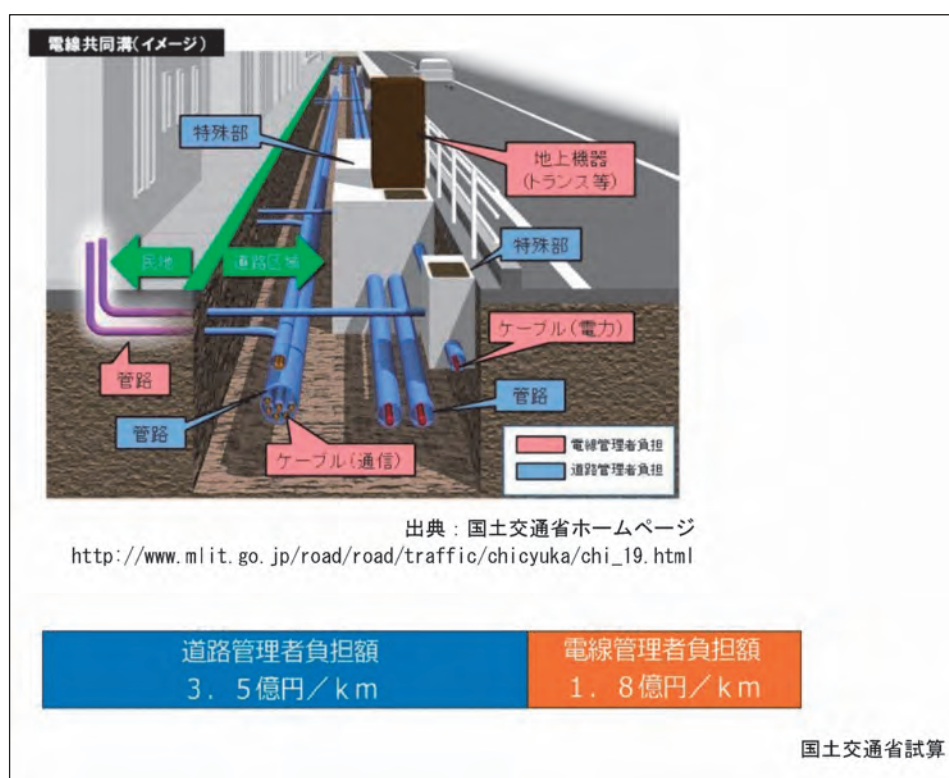 電線共同溝(イメージ)
特殊部
地上機器
(トランス等)
特殊部
民地
道路区域
ケーブル(電力)
管路
管路
管路
ケーブル(通信)
電線管理者負担
道路管理者負担
出典:国土交通省ホームページ
http://www.mlit.go.jp/road/road/traffic/chicyuka/chi_19.html
道路管理者負担額
3.5億円/km
電線管理者負担額
1.8億円/km
国土交通省試算